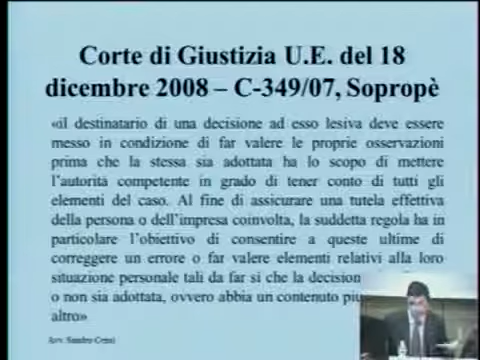 Corte di Giustizia U.E. del 18
dicembre 2008 – C-349/07, Sopropè
«il destinatario di una decisione ad esso lesiva deve essere
messo in condizione di far valere le proprie osservazioni
prima che la stessa sia adottata ha lo scopo di mettere
l'autorità competente in grado di tener conto di tutti gli
elementi del caso. Al fine di assicurare una tutela effettiva
della persona o dell'impresa coinvolta, la suddetta regola ha in
particolare l'obiettivo di consentire a queste ultime di
correggere un errore o far valere elementi relativi alla loro
situazione personale tali da far sì che la decision
o non sia adottata, ovvero abbia un contenuto più
altro»
Avv. Sandro